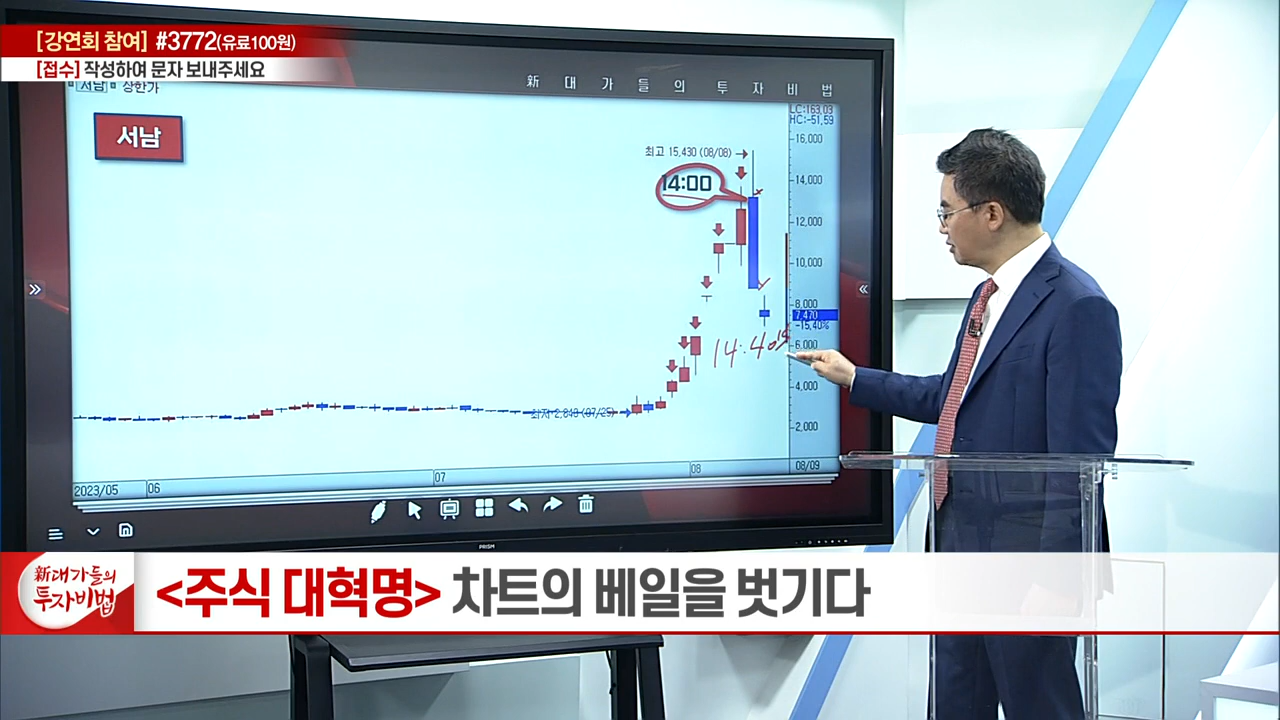 [강연회 참여] #3772(유료100원)
[접수] 작성하여 문자 보내주세요
新 대 가 들 의 투 자 비 법
서남 상한가
서남
LC:163.03
HC:-51.59
최고 15,430 (08/08)
14:00
16,000
14,000
12,000
10,000
8,000
7,470
-15.40%
6,000
4,000
2,000
14:40
최저 2,843 (07/25)
2023/05
06
07
08
08/09
PRISM
新대가들의
투자비법
<주식 대혁명> 차트의 베일을 벗기다